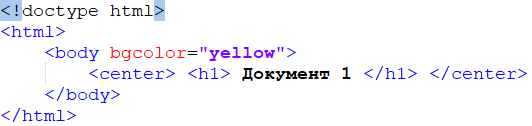 <!doctype html>
<html>
<body bgcolor="yellow">
<center> <h1> Документ 1 </h1> </center>
</body>
</html>